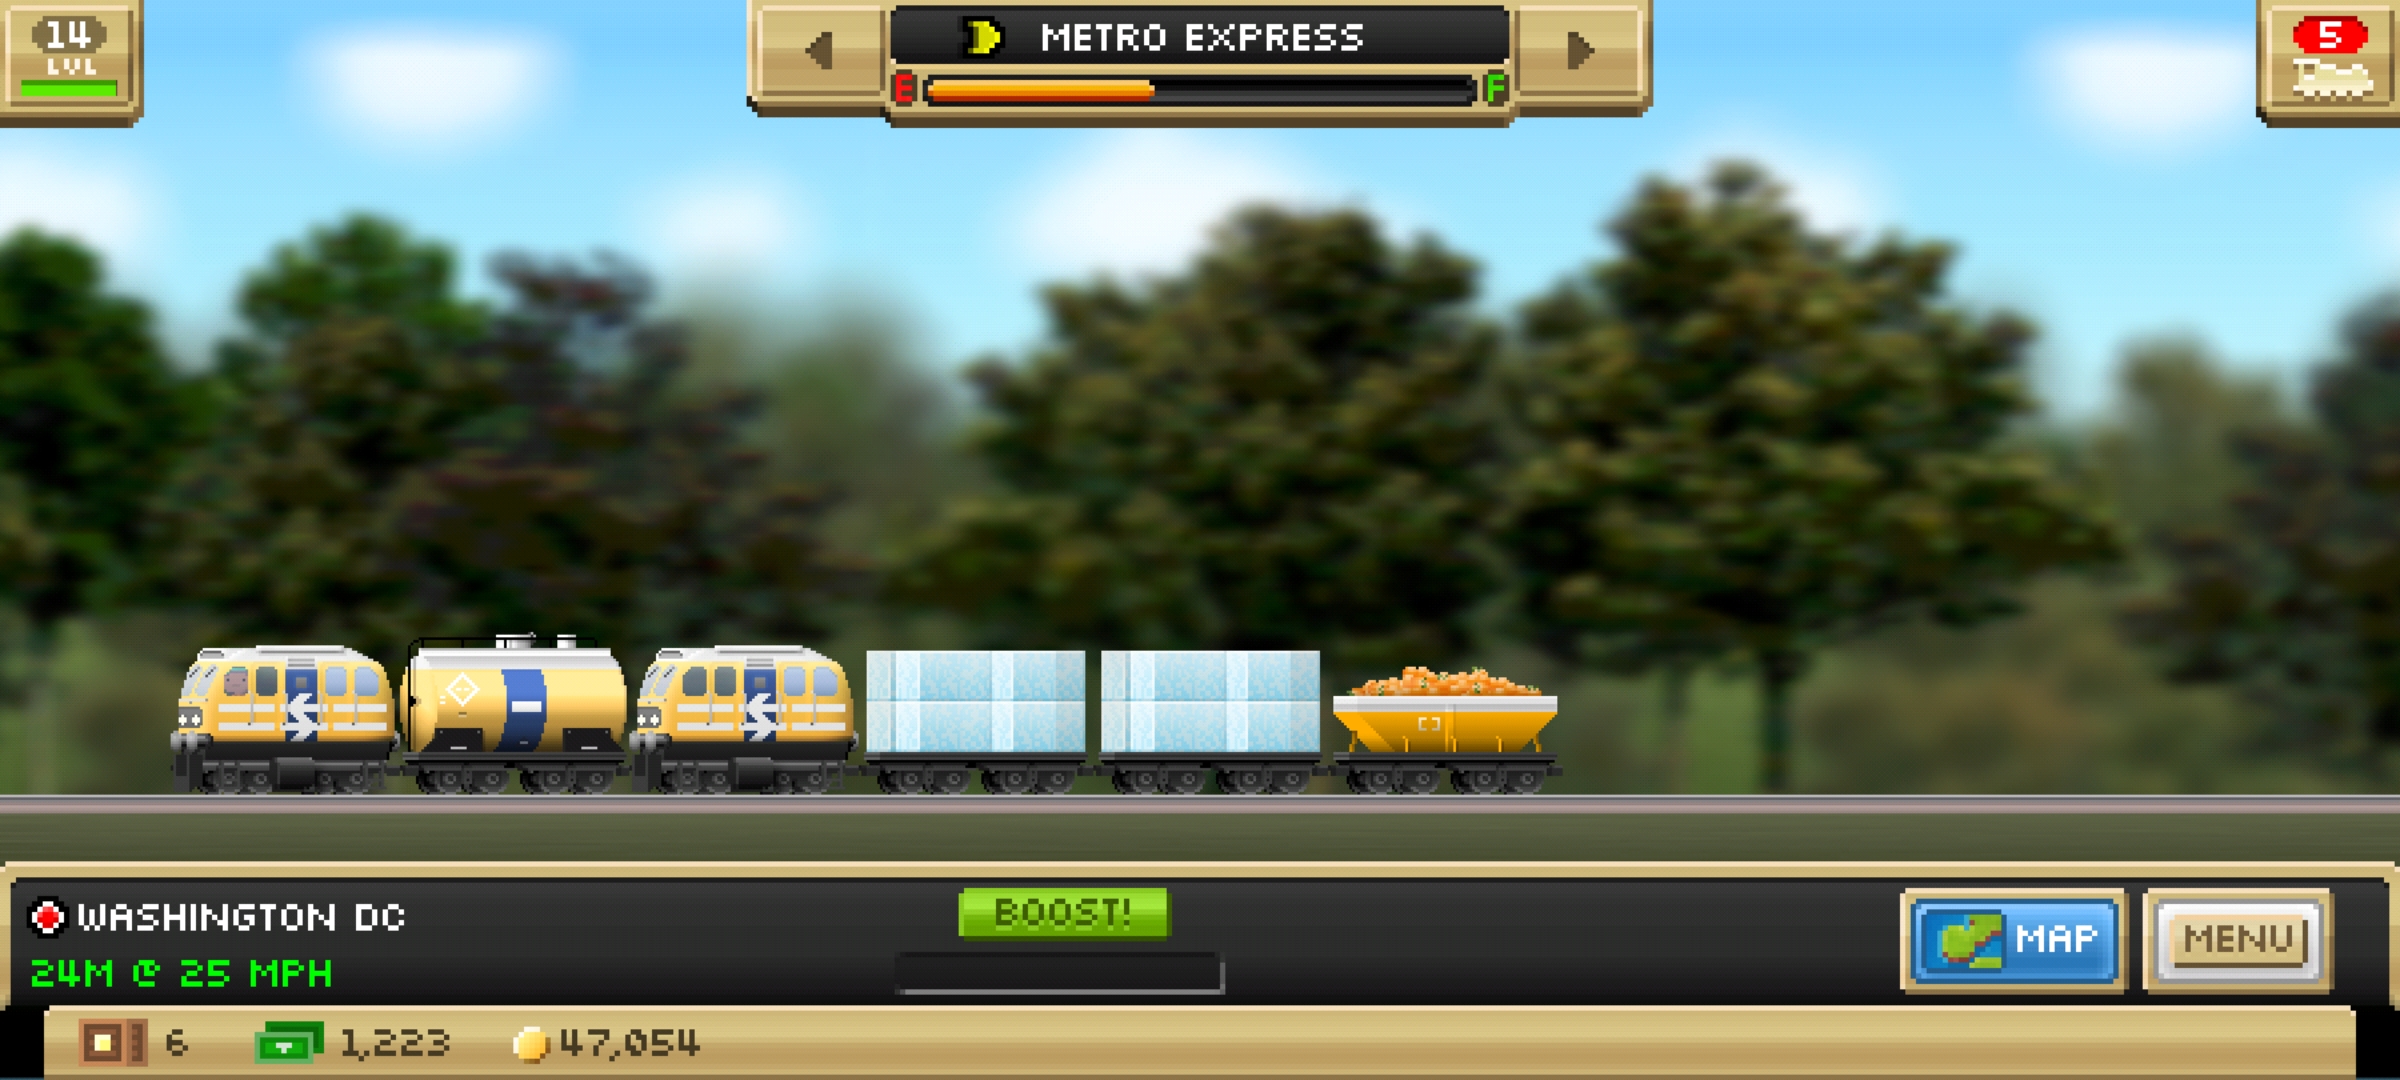 14
LVL
METRO EXPRESS
E
F
5
WASHINGTON DC
24M @ 25 MPH
BOOST!
MAP
MENU
6
1,223
47,054